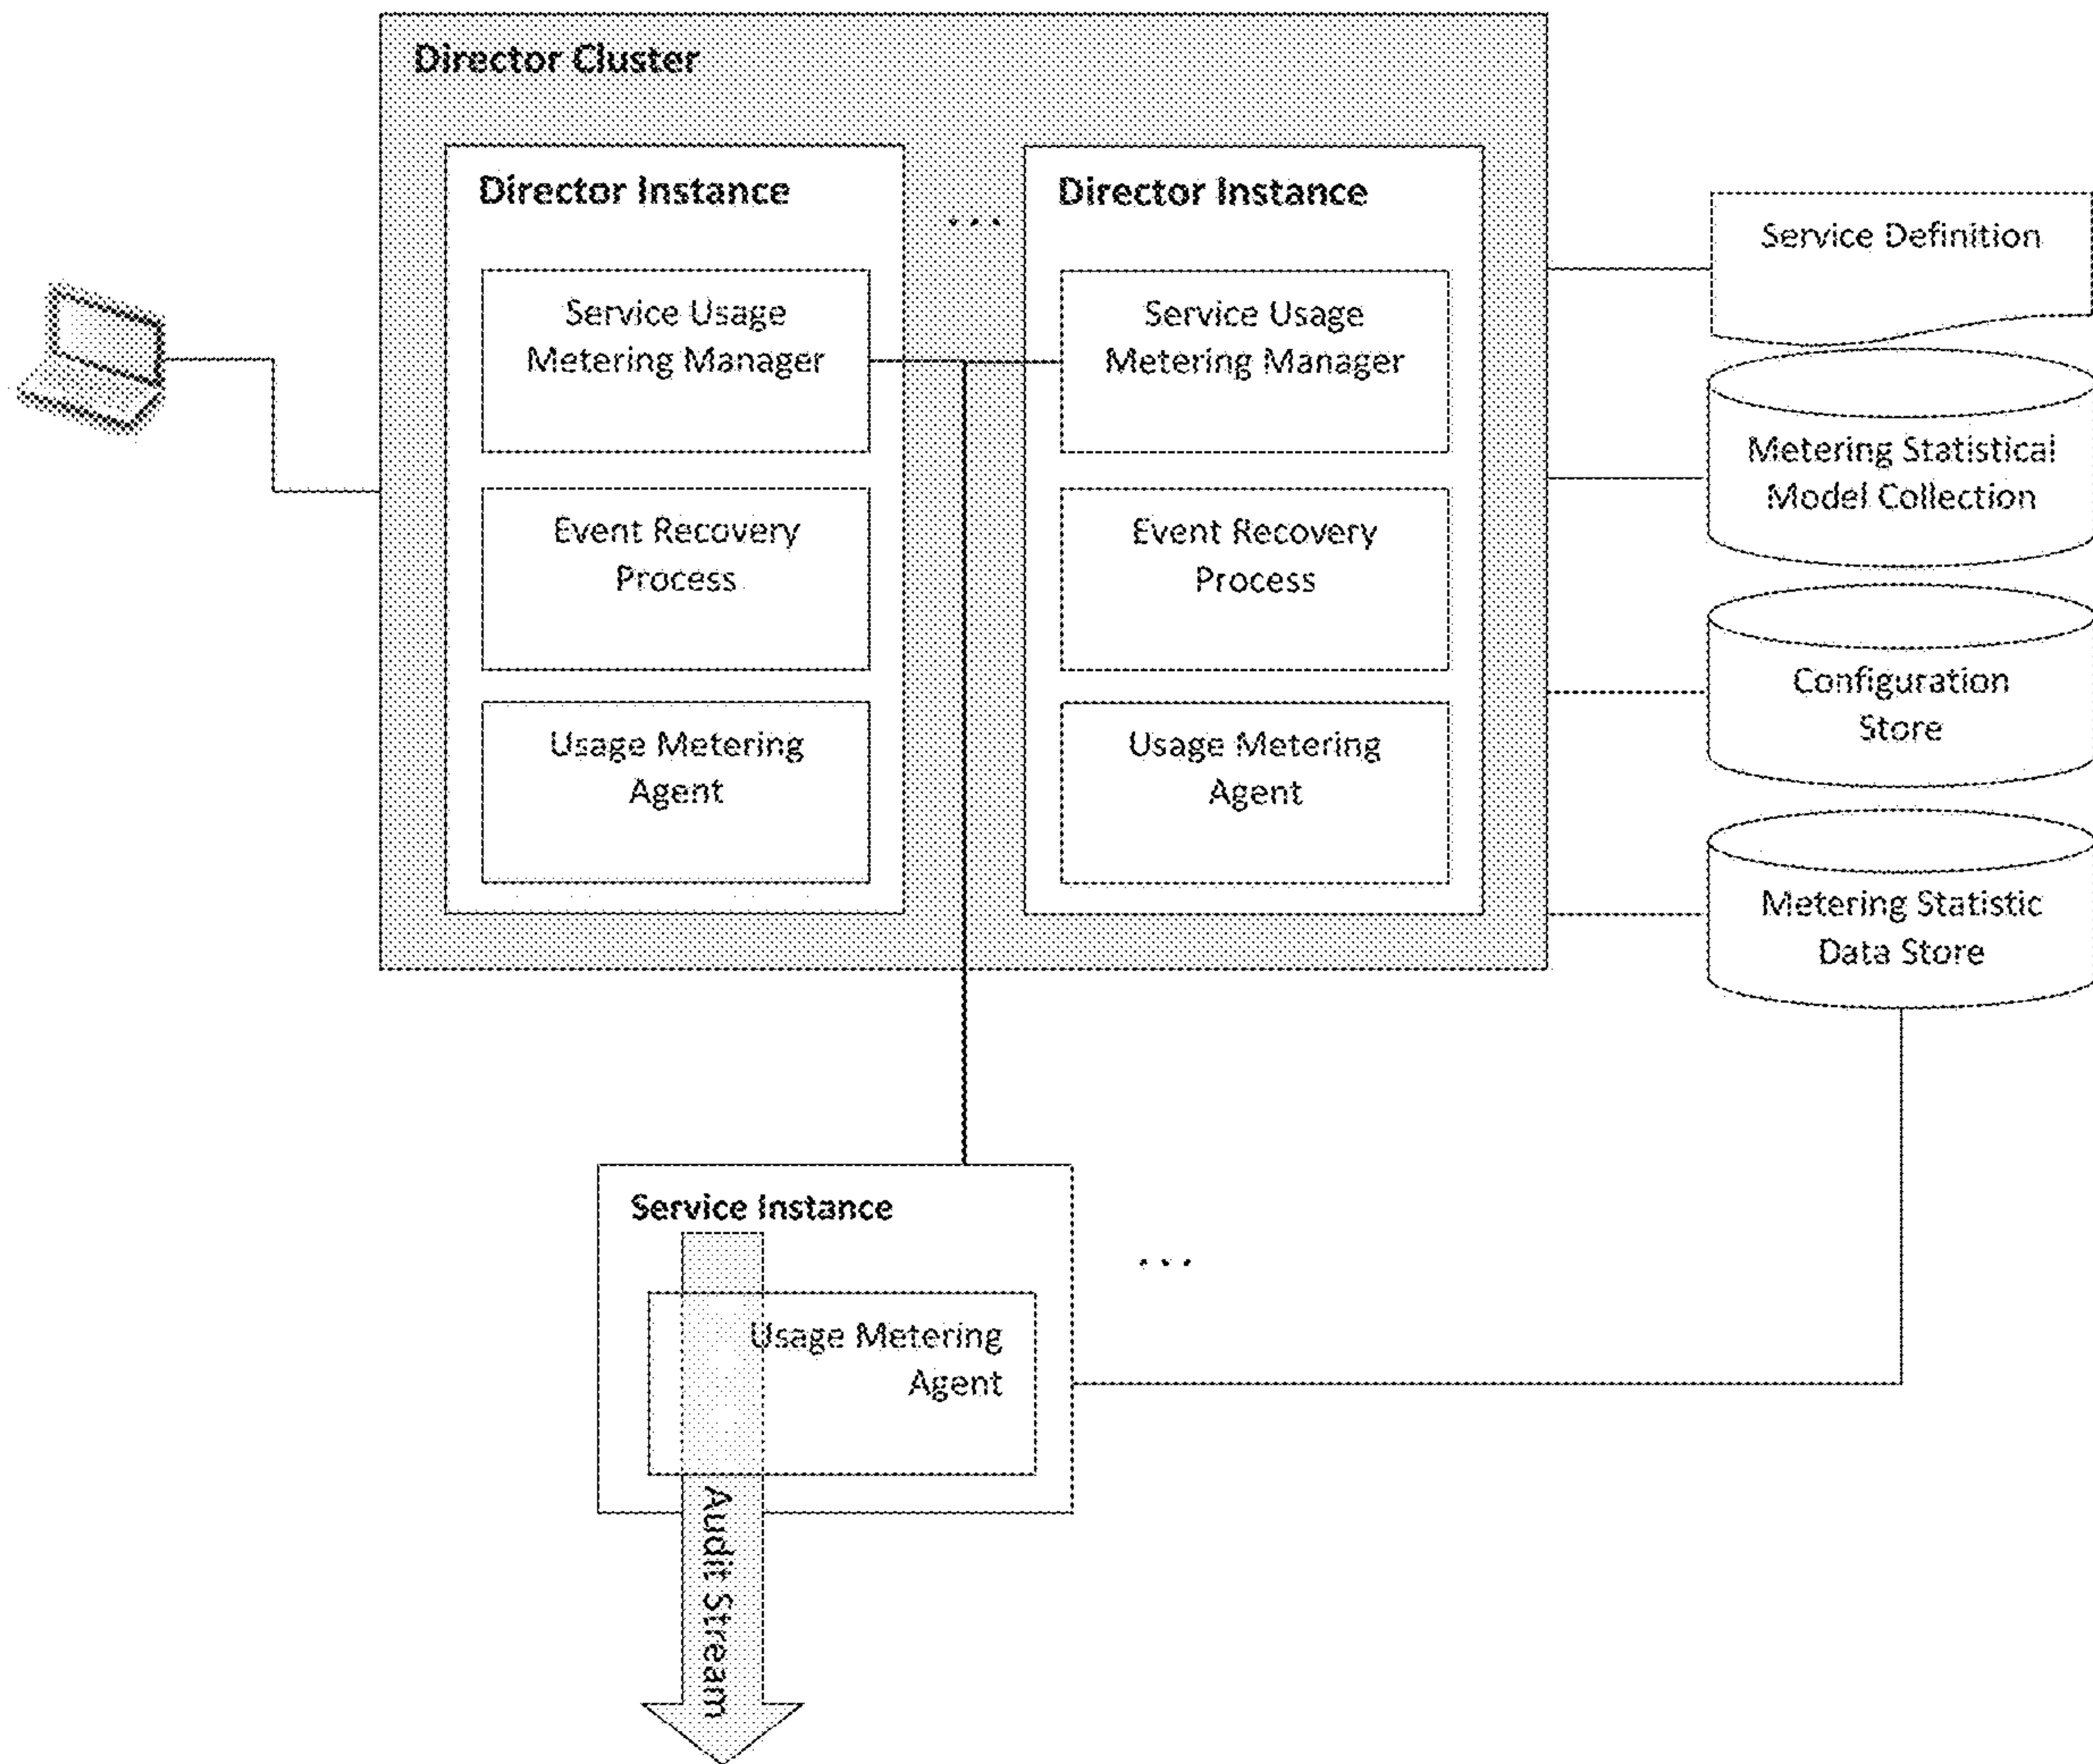 Director Cluster
Director Instance
Service Usage
Metering Manager
Event Recovery
Process
Usage Metering
Agent
...
Director Instance
Service Usage
Metering Manager
Event Recovery
Process
Usage Metering
Agent
Service Definition
Metering Statistical
Model Collection
Configuration
Store
Metering Statistic
Data Store
Service Instance
Usage Metering
Agent
...
Audit Stream